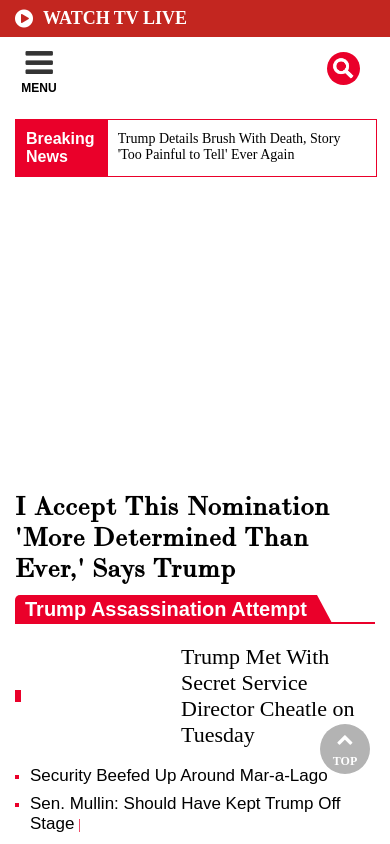 WATCH TV LIVE
MENU
Breaking
News
Trump Details Brush With Death, Story
'Too Painful to Tell' Ever Again
I Accept This Nomination
'More Determined Than
Ever,' Says Trump
Trump Assassination Attempt
Trump Met With
Secret Service
Director Cheatle on
Tuesday
TOP
Security Beefed Up Around Mar-a-Lago
Sen. Mullin: Should Have Kept Trump Off
Stage |